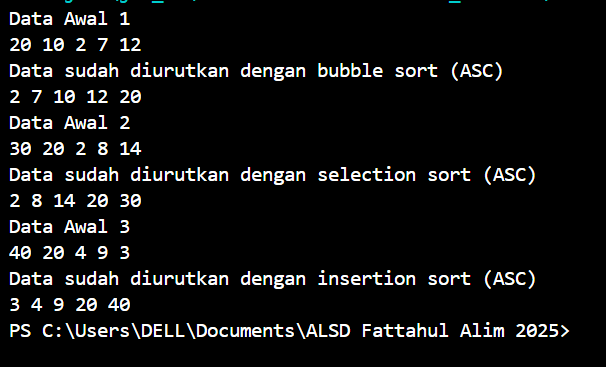 Data Awal 1
20 10 2 7 12
Data sudah diurutkan dengan bubble sort (ASC)
2 7 10 12 20
Data Awal 2
30 20 2 8 14
Data sudah diurutkan dengan selection sort (ASC)
2 8 14 20 30
Data Awal 3
40 20 4 9 3
Data sudah diurutkan dengan insertion sort (ASC)
3 4 9 20 40
PS C:\Users\DELL\Documents\ALSD Fattahul Alim 2025>